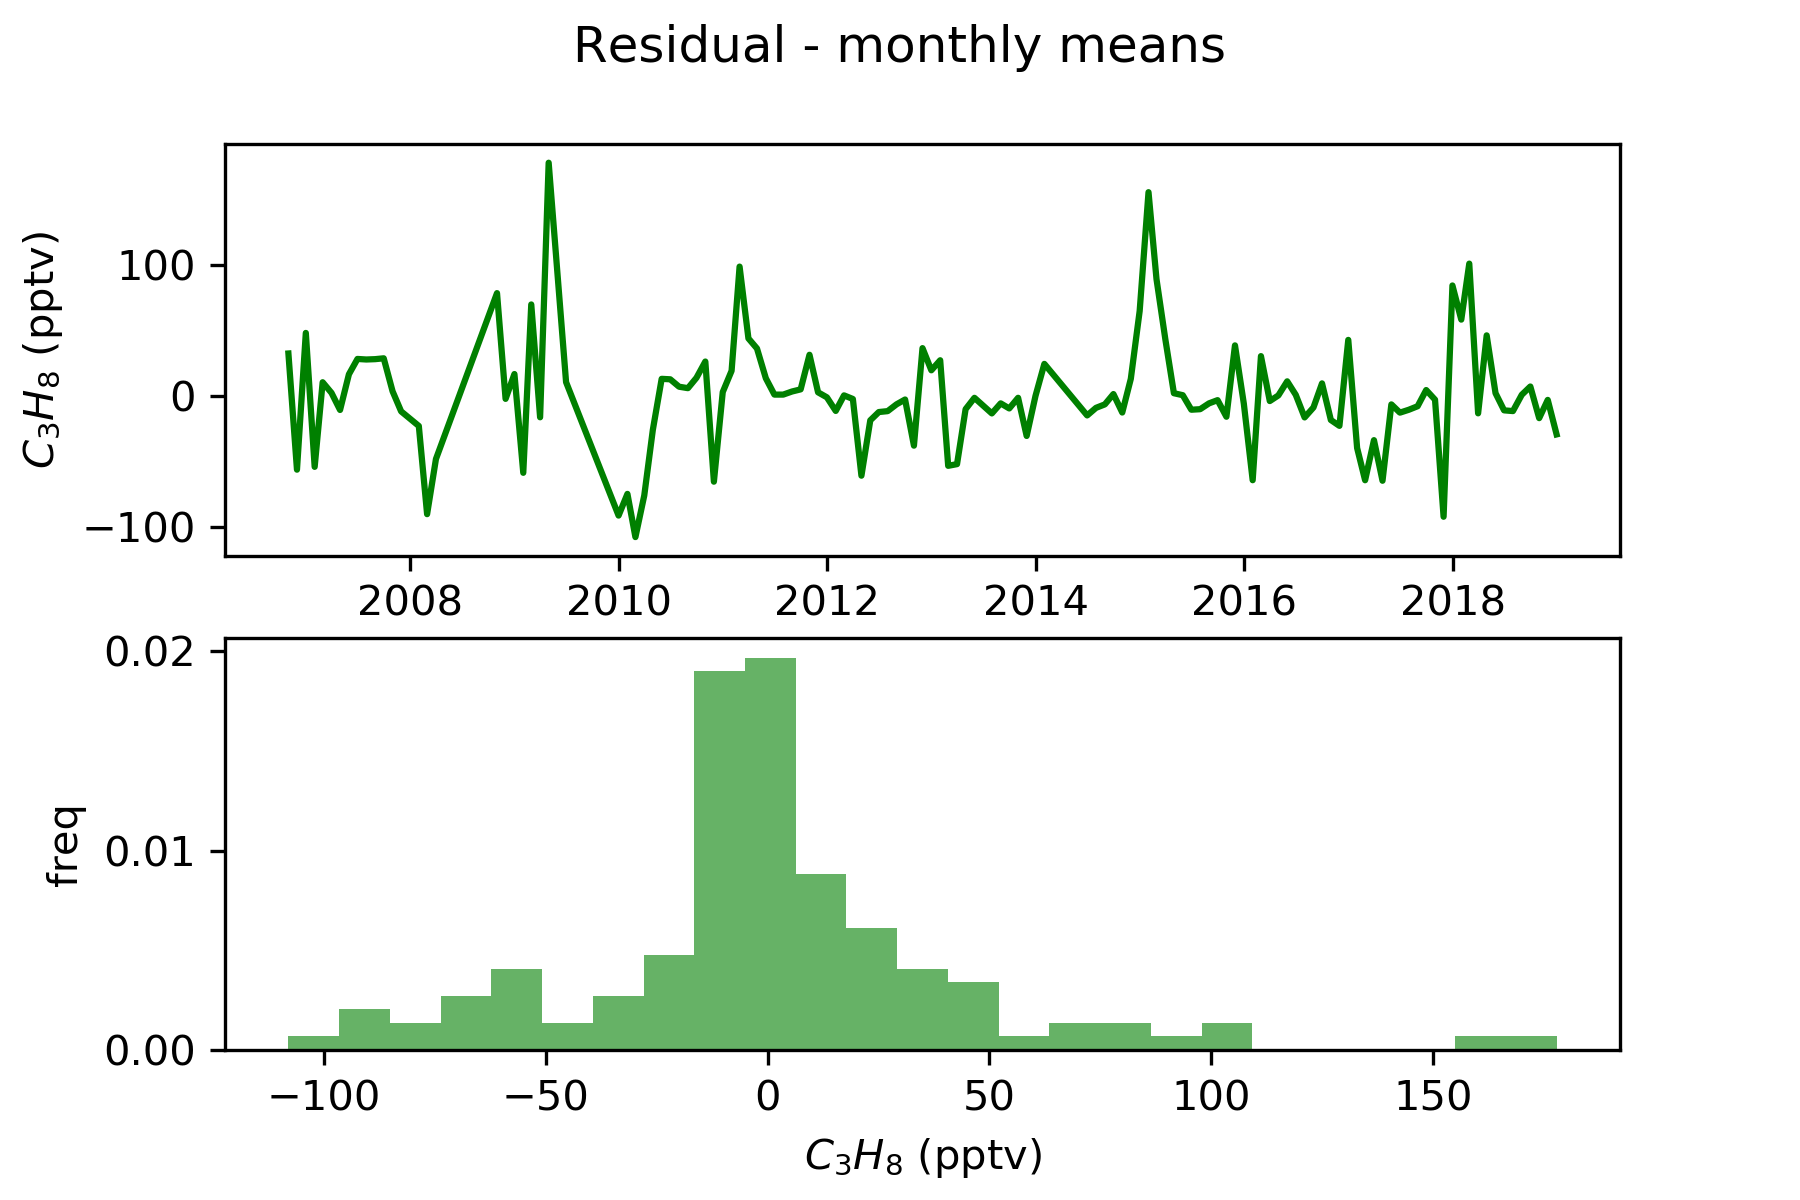 Residual - monthly means
C₃H₈ (pptv)
100
0
−100
2008 2010 2012 2014 2016 2018
freq
0.02
0.01
0.00
−100 −50 0 50 100 150
C₃H₈ (pptv)